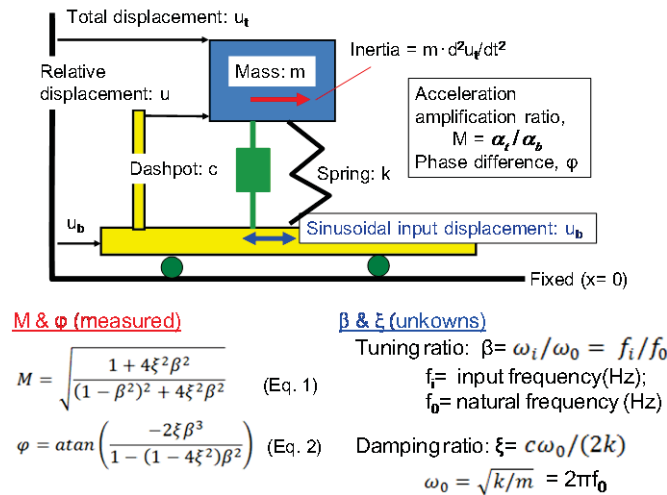 Total displacement: uₜ
Inertia = m·d²uₜ/dt²
Mass: m
Relative
displacement: u
Acceleration
amplification ratio,
M = αₜ/α_b
Phase difference, φ
Dashpot: c
Spring: k
u_b
Sinusoidal input displacement: u_b
Fixed (x= 0)
M & φ (measured)
M = √((1 + 4ξ²β²)/((1 − β²)² + 4ξ²β²)) (Eq. 1)
φ = atan(−2ξβ³/(1 − (1 − 4ξ²)β²)) (Eq. 2)
β & ξ (unkowns)
Tuning ratio: β= ωᵢ/ω₀ = fᵢ/f₀
fᵢ= input frequency(Hz);
f₀= natural frequency (Hz)
Damping ratio: ξ= cω₀/(2k)
ω₀ = √(k/m) = 2πf₀